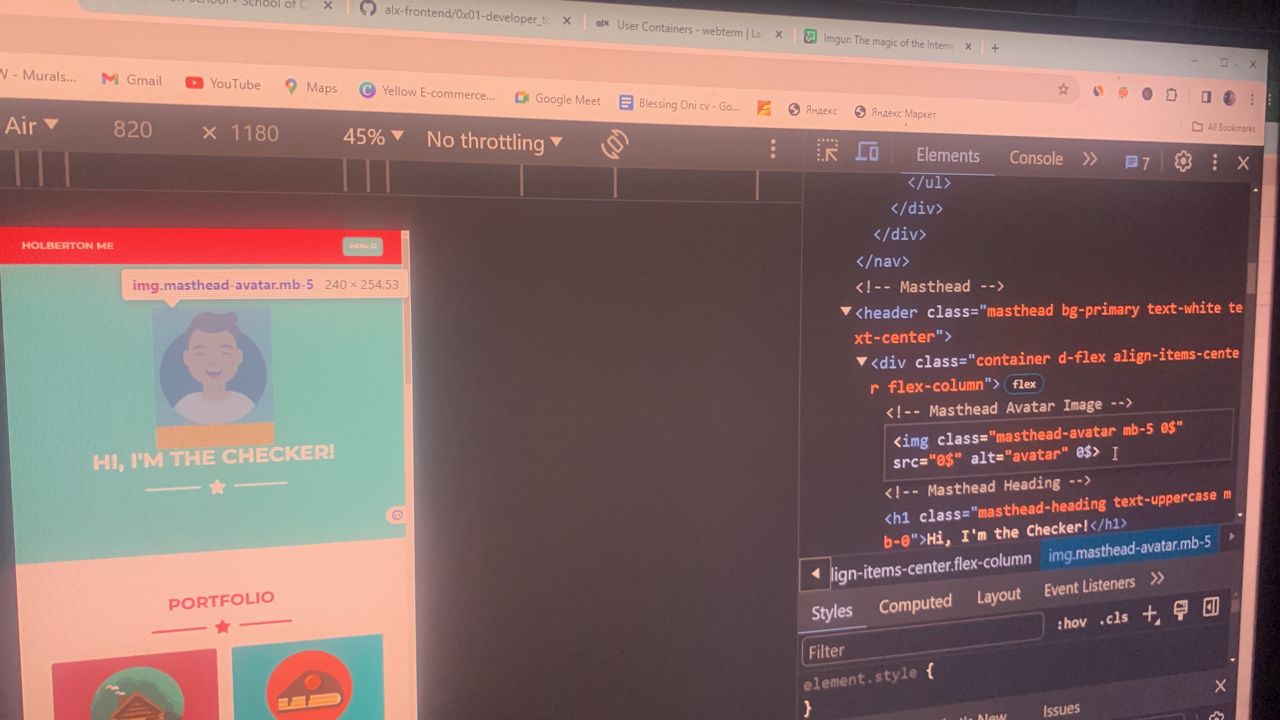 School of C
alx-frontend/0x01-developer_to
User Containers - webterm | La
Imgur: The magic of the Interne
- Murals...
Gmail
YouTube
Maps
Yellow E-commerce...
Google Meet
Blessing Oni cv - Go...
Яндекс
Яндекс Маркет
All Bookmarks
Air 820 × 1180 45% No throttling
Elements Console 7
</ul>
</div>
</div>
</nav>
<!-- Masthead -->
<header class="masthead bg-primary text-white te
xt-center">
<div class="container d-flex align-items-cente
r flex-column"> flex
<!-- Masthead Avatar Image -->
<img class="masthead-avatar mb-5 0$"
src="0$" alt="avatar" 0$>
<!-- Masthead Heading -->
<h1 class="masthead-heading text-uppercase m
b-0">Hi, I'm the Checker!</h1>
lign-items-center.flex-column img.masthead-avatar.mb-5
Styles Computed Layout Event Listeners
Filter :hov .cls
element.style {
}
New Issues
HOLBERTON ME MENU
img.masthead-avatar.mb-5 240 × 254.53
HI, I'M THE CHECKER!
PORTFOLIO